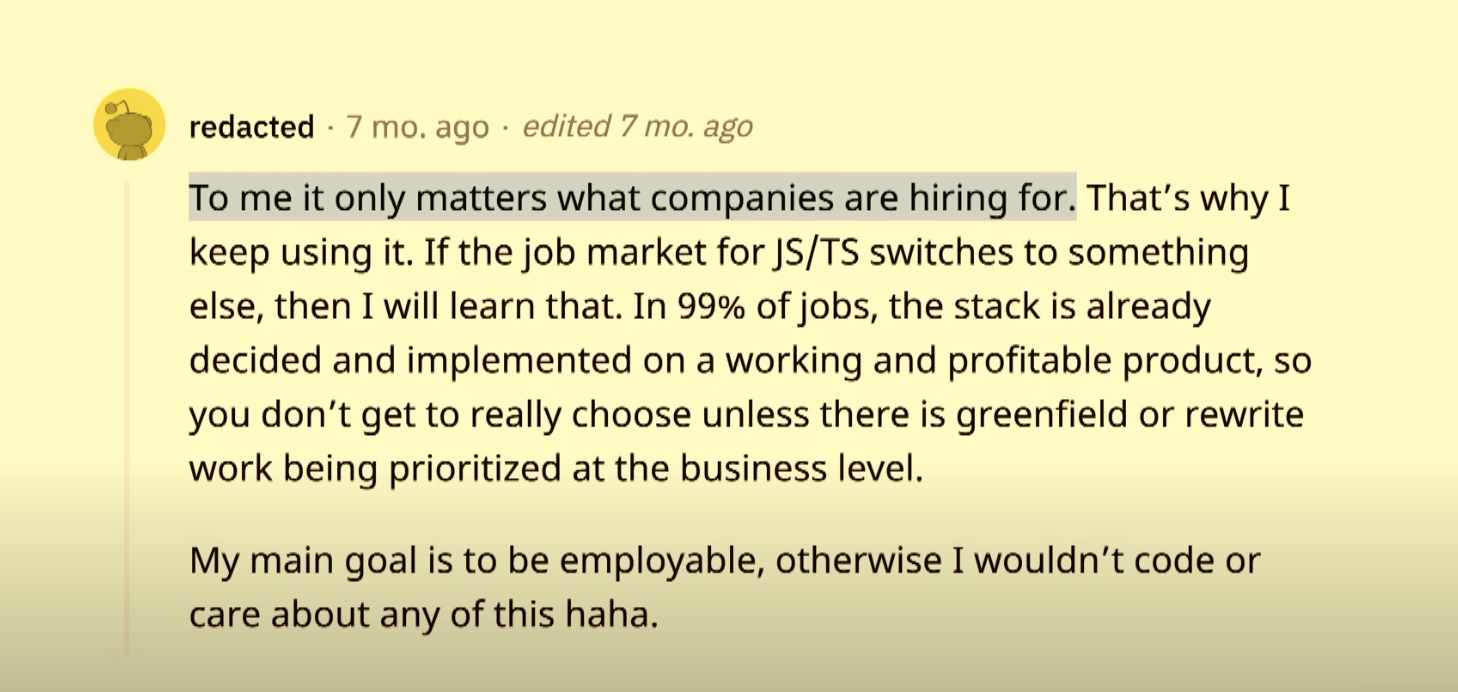 redacted · 7 mo. ago · edited 7 mo. ago
To me it only matters what companies are hiring for. That’s why I
keep using it. If the job market for JS/TS switches to something
else, then I will learn that. In 99% of jobs, the stack is already
decided and implemented on a working and profitable product, so
you don’t get to really choose unless there is greenfield or rewrite
work being prioritized at the business level.
My main goal is to be employable, otherwise I wouldn’t code or
care about any of this haha.